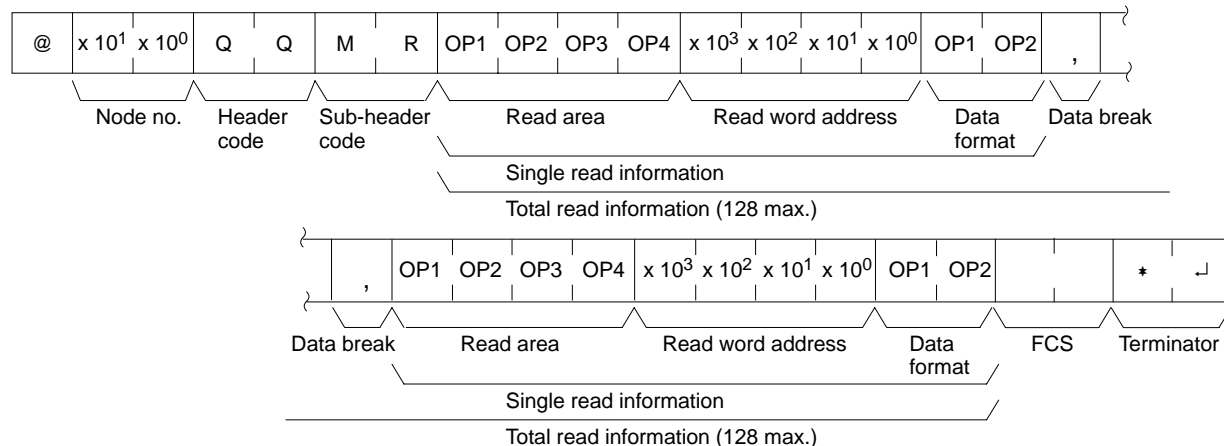 @ x 10¹ x 10⁰ Q Q M R OP1 OP2 OP3 OP4 x 10³ x 10² x 10¹ x 10⁰ OP1 OP2 ,
Node no. Header code Sub-header code Read area Read word address Data format Data break
Single read information
Total read information (128 max.)
, OP1 OP2 OP3 OP4 x 10³ x 10² x 10¹ x 10⁰ OP1 OP2 * ↵
Data break Read area Read word address Data format FCS Terminator
Single read information
Total read information (128 max.)